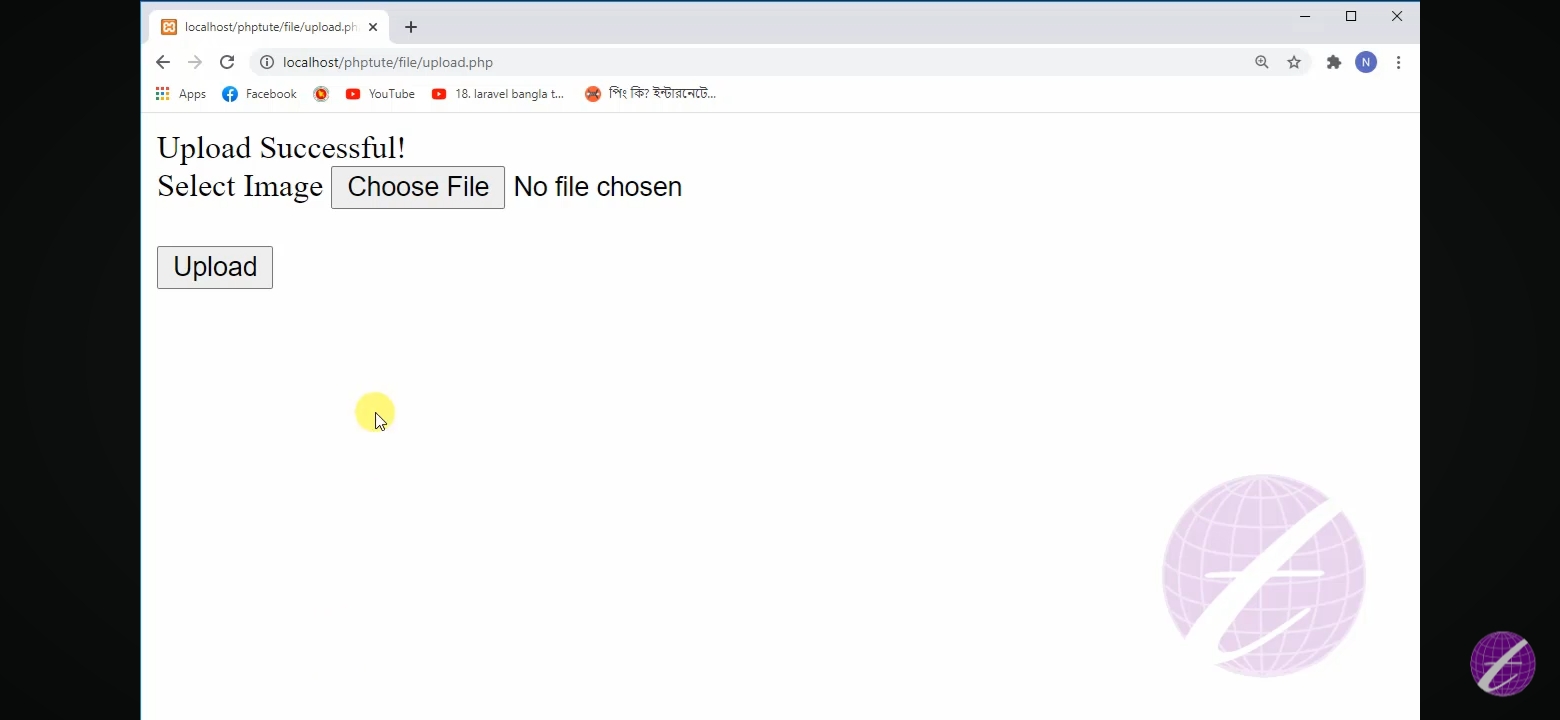 localhost/phptute/file/upload.ph
localhost/phptute/file/upload.php
N
Apps
Facebook
YouTube
18. laravel bangla t...
পিং কি? ইন্টারনেটে...
Upload Successful!
Select Image Choose File No file chosen
Upload